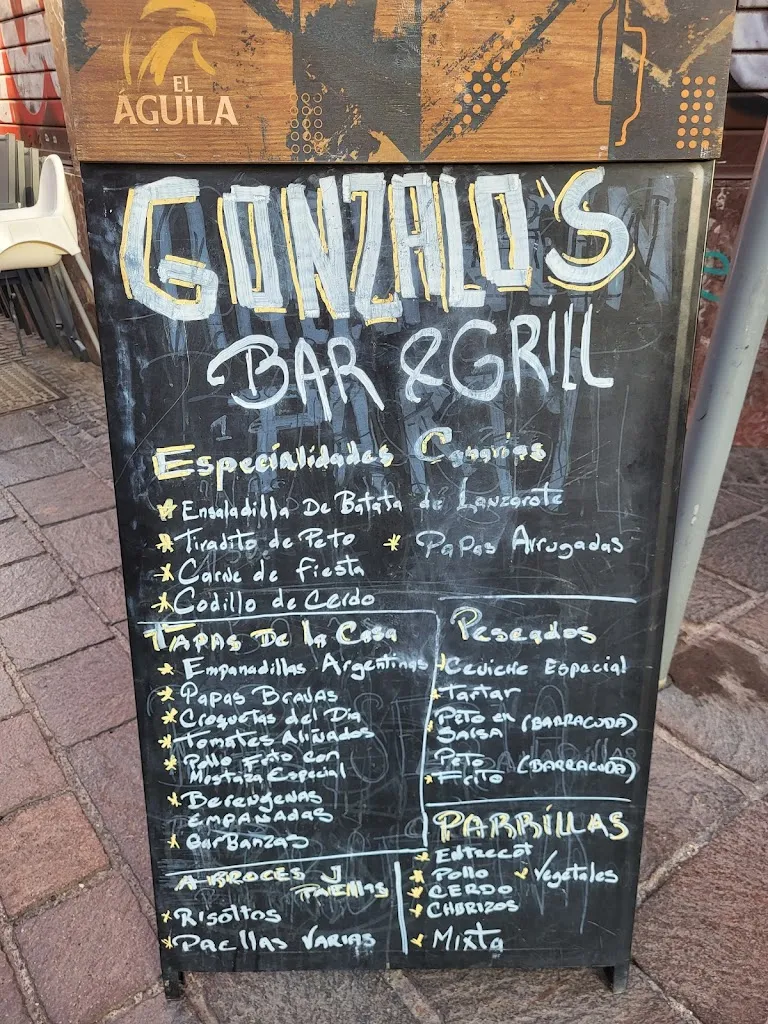 EL
ÁGUILA
GONZALO'S
BAR & GRILL
Especialidades Canarias
* Ensaladilla De Batata de Lanzarote
* Tiradito de Peto
* Papas Arrugadas
* Carne de fiesta
* Codillo de Cerdo
TAPAS De la Casa
* Empanadillas Argentinas
* Papas Bravas
* Croquetas del Dia
* Tomates Aliñados
* Pollo Frito con
Mostaza Especial
* Berengenas
EMPANADAS
* Garbanzas
Pescados
* Ceviche Especial
* Tartar
* Peto en (BARRACUDA)
SALSA
Peto (BARRACUDA)
* Frito
PARRÍLLAS
* Entrecot
* Pollo
* Vegetales
* CERDO
* CHORIZOS
* Mixta
ARROCES Y
PAELLAS
* Risottos
* Paellas VARIAS